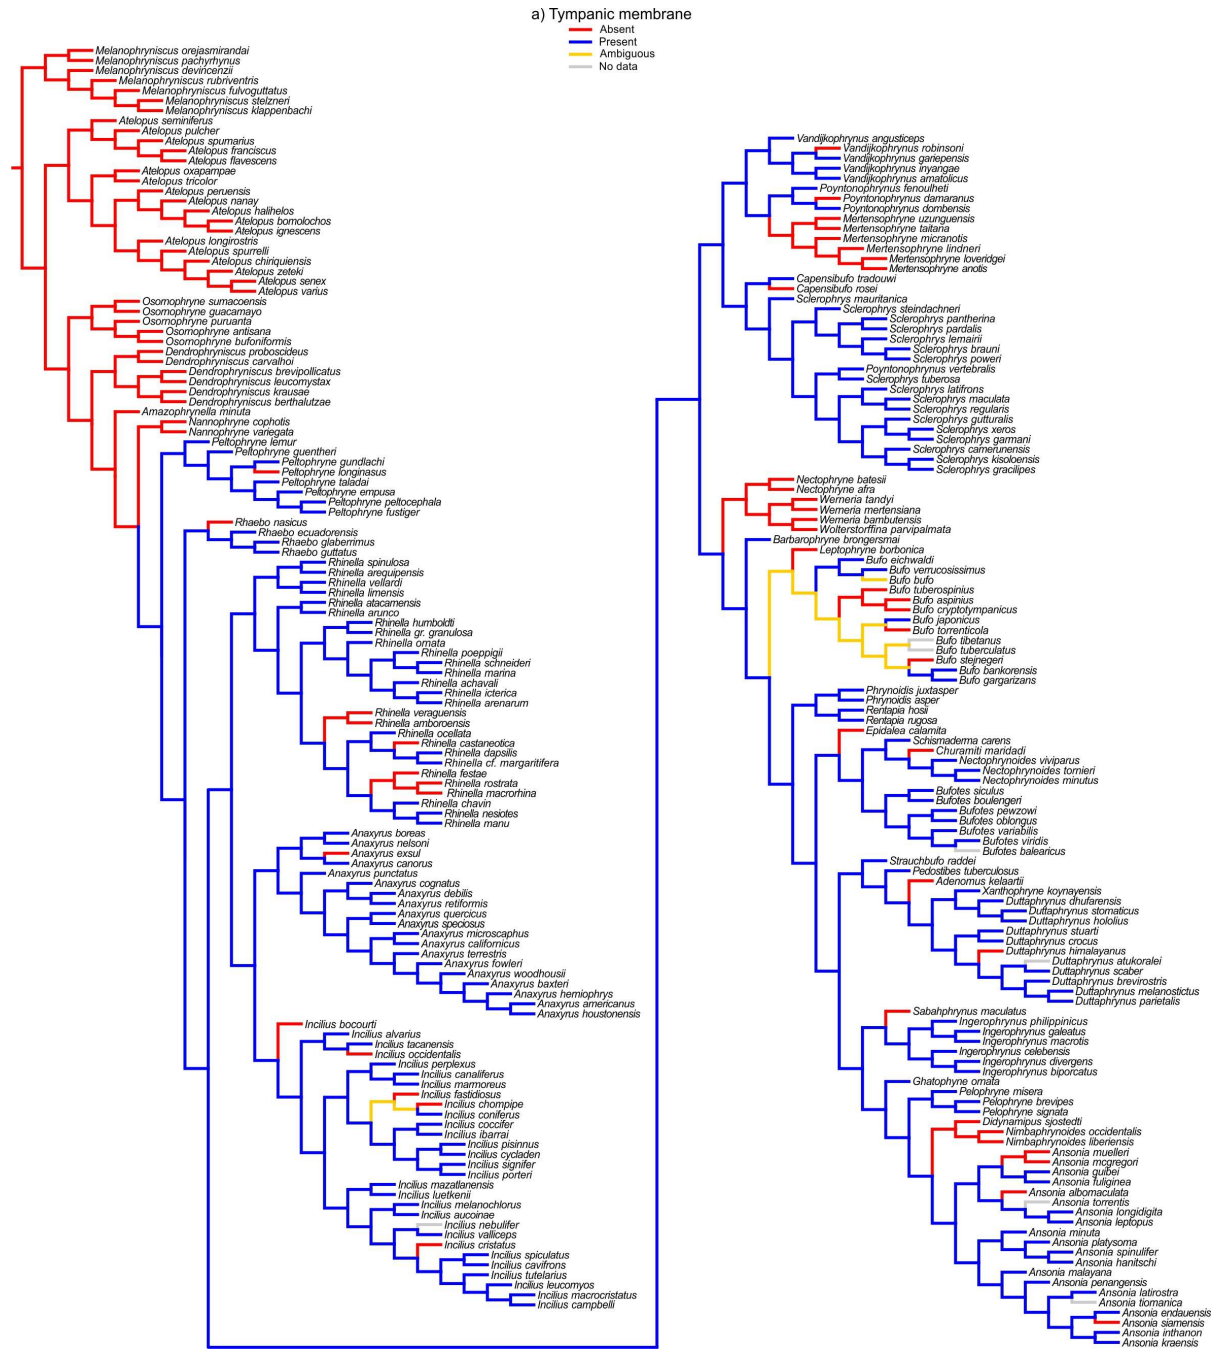 a) Tympanic membrane
Absent
Present
Ambiguous
No data
Melanophryniscus orejasmirandai
Melanophryniscus pachyrhynus
Melanophryniscus devincenzii
Melanophryniscus rubriventris
Melanophryniscus fulvoguttatus
Melanophryniscus stelzneri
Melanophryniscus klappenbachi
Atelopus seminiferus
Atelopus pulcher
Atelopus spumarius
Atelopus franciscus
Atelopus flavescens
Atelopus oxapampae
Atelopus tricolor
Atelopus peruensis
Atelopus nanay
Atelopus halihelos
Atelopus bomolochos
Atelopus ignescens
Atelopus longirostris
Atelopus spurrelli
Atelopus chiriquiensis
Atelopus zeteki
Atelopus senex
Atelopus varius
Osornophryne sumacoensis
Osornophryne guacamayo
Osornophryne puruanta
Osornophryne antisana
Osornophryne bufoniformis
Dendrophryniscus proboscideus
Dendrophryniscus carvalhoi
Dendrophryniscus brevipollicatus
Dendrophryniscus leucomystax
Dendrophryniscus krausae
Dendrophryniscus berthalutzae
Amazophrynella minuta
Nannophryne cophotis
Nannophryne variegata
Peltophryne lemur
Peltophryne guentheri
Peltophryne gundlachi
Peltophryne longinasus
Peltophryne taladai
Peltophryne empusa
Peltophryne peltocephala
Peltophryne fustiger
Rhaebo nasicus
Rhaebo ecuadorensis
Rhaebo glaberrimus
Rhaebo guttatus
Rhinella spinulosa
Rhinella arequipensis
Rhinella vellardi
Rhinella limensis
Rhinella atacamensis
Rhinella arunco
Rhinella humboldti
Rhinella gr. granulosa
Rhinella ornata
Rhinella poeppigii
Rhinella schneideri
Rhinella marina
Rhinella achavali
Rhinella icterica
Rhinella arenarum
Rhinella veraguensis
Rhinella amboroensis
Rhinella ocellata
Rhinella castaneotica
Rhinella dapsilis
Rhinella cf. margaritifera
Rhinella festae
Rhinella rostrata
Rhinella macrorhina
Rhinella chavin
Rhinella nesiotes
Rhinella manu
Anaxyrus boreas
Anaxyrus nelsoni
Anaxyrus exsul
Anaxyrus canorus
Anaxyrus punctatus
Anaxyrus cognatus
Anaxyrus debilis
Anaxyrus retiformis
Anaxyrus quercicus
Anaxyrus speciosus
Anaxyrus microscaphus
Anaxyrus californicus
Anaxyrus terrestris
Anaxyrus fowleri
Anaxyrus woodhousii
Anaxyrus baxteri
Anaxyrus hemiophrys
Anaxyrus americanus
Anaxyrus houstonensis
Incilius bocourti
Incilius alvarius
Incilius tacanensis
Incilius occidentalis
Incilius perplexus
Incilius canaliferus
Incilius marmoreus
Incilius fastidiosus
Incilius chompipe
Incilius coniferus
Incilius coccifer
Incilius ibarrai
Incilius pisinnus
Incilius cycladen
Incilius signifer
Incilius porteri
Incilius mazatlanensis
Incilius luetkenii
Incilius melanochlorus
Incilius aucoinae
Incilius nebulifer
Incilius valliceps
Incilius cristatus
Incilius spiculatus
Incilius cavifrons
Incilius tutelarius
Incilius leucomyos
Incilius macrocristatus
Incilius campbelli
Vandijkophrynus angusticeps
Vandijkophrynus robinsoni
Vandijkophrynus gariepensis
Vandijkophrynus inyangae
Vandijkophrynus amatolicus
Poyntonophrynus fenoulheti
Poyntonophrynus damaranus
Poyntonophrynus dombensis
Mertensophryne uzunguensis
Mertensophryne taitana
Mertensophryne micranotis
Mertensophryne lindneri
Mertensophryne loveridgei
Mertensophryne anotis
Capensibufo tradouwi
Capensibufo rosei
Sclerophrys mauritanica
Sclerophrys steindachneri
Sclerophrys pantherina
Sclerophrys pardalis
Sclerophrys lemairii
Sclerophrys brauni
Sclerophrys poweri
Poyntonophrynus vertebralis
Sclerophrys tuberosa
Sclerophrys latifrons
Sclerophrys maculata
Sclerophrys regularis
Sclerophrys gutturalis
Sclerophrys xeros
Sclerophrys garmani
Sclerophrys camerunensis
Sclerophrys kisoloensis
Sclerophrys gracilipes
Nectophryne batesii
Nectophryne afra
Werneria tandyi
Werneria mertensiana
Werneria bambutensis
Wolterstorffina parvipalmata
Barbarophryne brongersmai
Leptophryne borbonica
Bufo eichwaldi
Bufo verrucosissimus
Bufo bufo
Bufo tuberospinius
Bufo aspinius
Bufo cryptotympanicus
Bufo japonicus
Bufo torrenticola
Bufo tibetanus
Bufo tuberculatus
Bufo stejnegeri
Bufo bankorensis
Bufo gargarizans
Phrynoidis juxtasper
Phrynoidis asper
Rentapia hosii
Rentapia rugosa
Epidalea calamita
Schismaderma carens
Churamiti maridadi
Nectophrynoides viviparus
Nectophrynoides tornieri
Nectophrynoides minutus
Bufotes siculus
Bufotes boulengeri
Bufotes pewzowi
Bufotes oblongus
Bufotes variabilis
Bufotes viridis
Bufotes balearicus
Strauchbufo raddei
Pedostibes tuberculosus
Adenomus kelaartii
Xanthophryne koynayensis
Duttaphrynus dhufarensis
Duttaphrynus stomaticus
Duttaphrynus hololius
Duttaphrynus stuarti
Duttaphrynus crocus
Duttaphrynus himalayanus
Duttaphrynus atukoralei
Duttaphrynus scaber
Duttaphrynus brevirostris
Duttaphrynus melanostictus
Duttaphrynus parietalis
Sabahphrynus maculatus
Ingerophrynus philippinicus
Ingerophrynus galeatus
Ingerophrynus macrotis
Ingerophrynus celebensis
Ingerophrynus divergens
Ingerophrynus biporcatus
Ghatophyne ornata
Pelophryne misera
Pelophryne brevipes
Pelophryne signata
Didynamipus sjostedti
Nimbaphrynoides occidentalis
Nimbaphrynoides liberiensis
Ansonia muelleri
Ansonia mcgregori
Ansonia guibei
Ansonia fuliginea
Ansonia albomaculata
Ansonia torrentis
Ansonia longidigita
Ansonia leptopus
Ansonia minuta
Ansonia platysoma
Ansonia spinulifer
Ansonia hanitschi
Ansonia malayana
Ansonia penangensis
Ansonia latirostra
Ansonia tiomanica
Ansonia endauensis
Ansonia siamensis
Ansonia inthanon
Ansonia kraensis